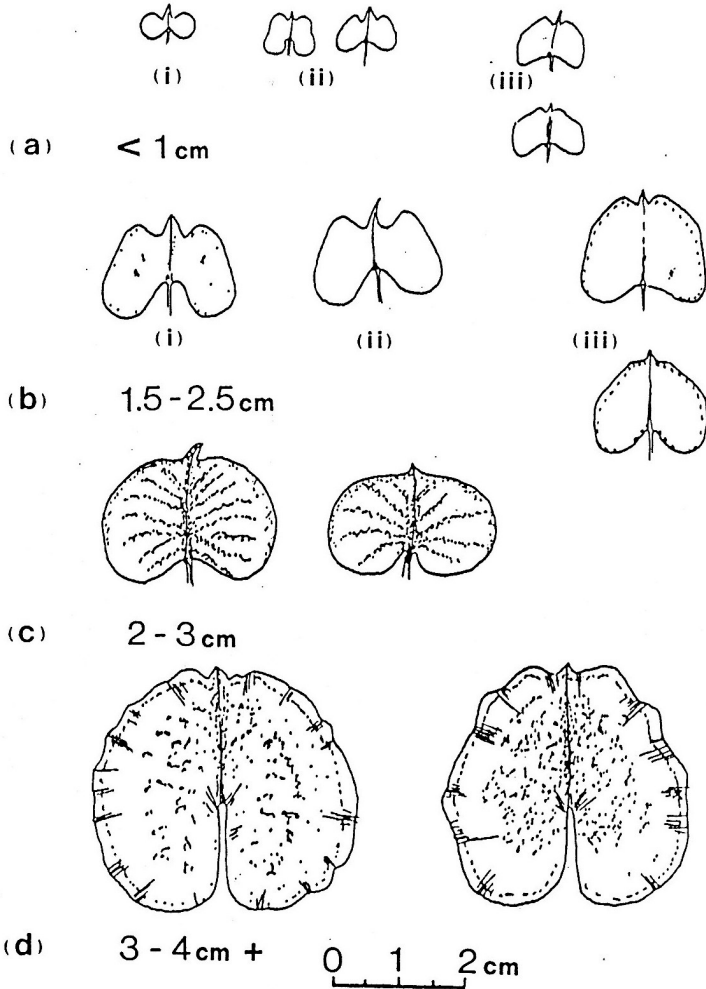 (i) (ii) (iii)
(a) < 1 cm
(i) (ii) (iii)
(b) 1.5 - 2.5 cm
(c) 2 - 3 cm
(d) 3 - 4 cm +
0 1 2 cm